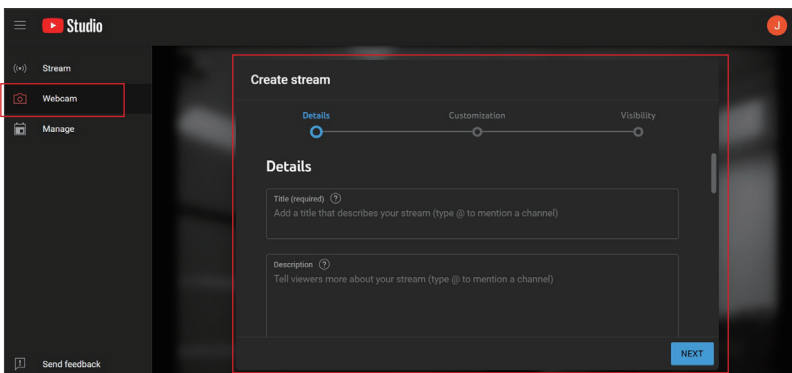 Studio
J
Stream
Webcam
Manage
Create stream
Details
Customization
Visibility
Details
Title (required) ?
Add a title that describes your stream (type @ to mention a channel)
Description ?
Tell viewers more about your stream (type @ to mention a channel)
NEXT
Send feedback